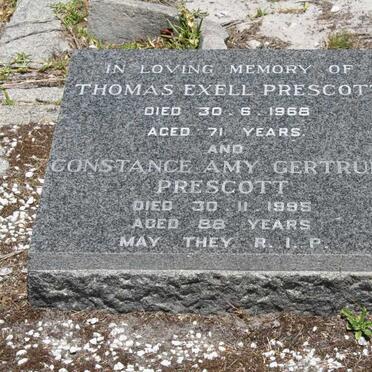 IN LOVING MEMORY OF
THOMAS EXELL PRESCOTT
DIED 30·6·1968
AGED 71 YEARS
AND
CONSTANCE AMY GERTRU
PRESCOTT
DIED 30·11·1995
AGED 88 YEARS
MAY THEY R.I.P.